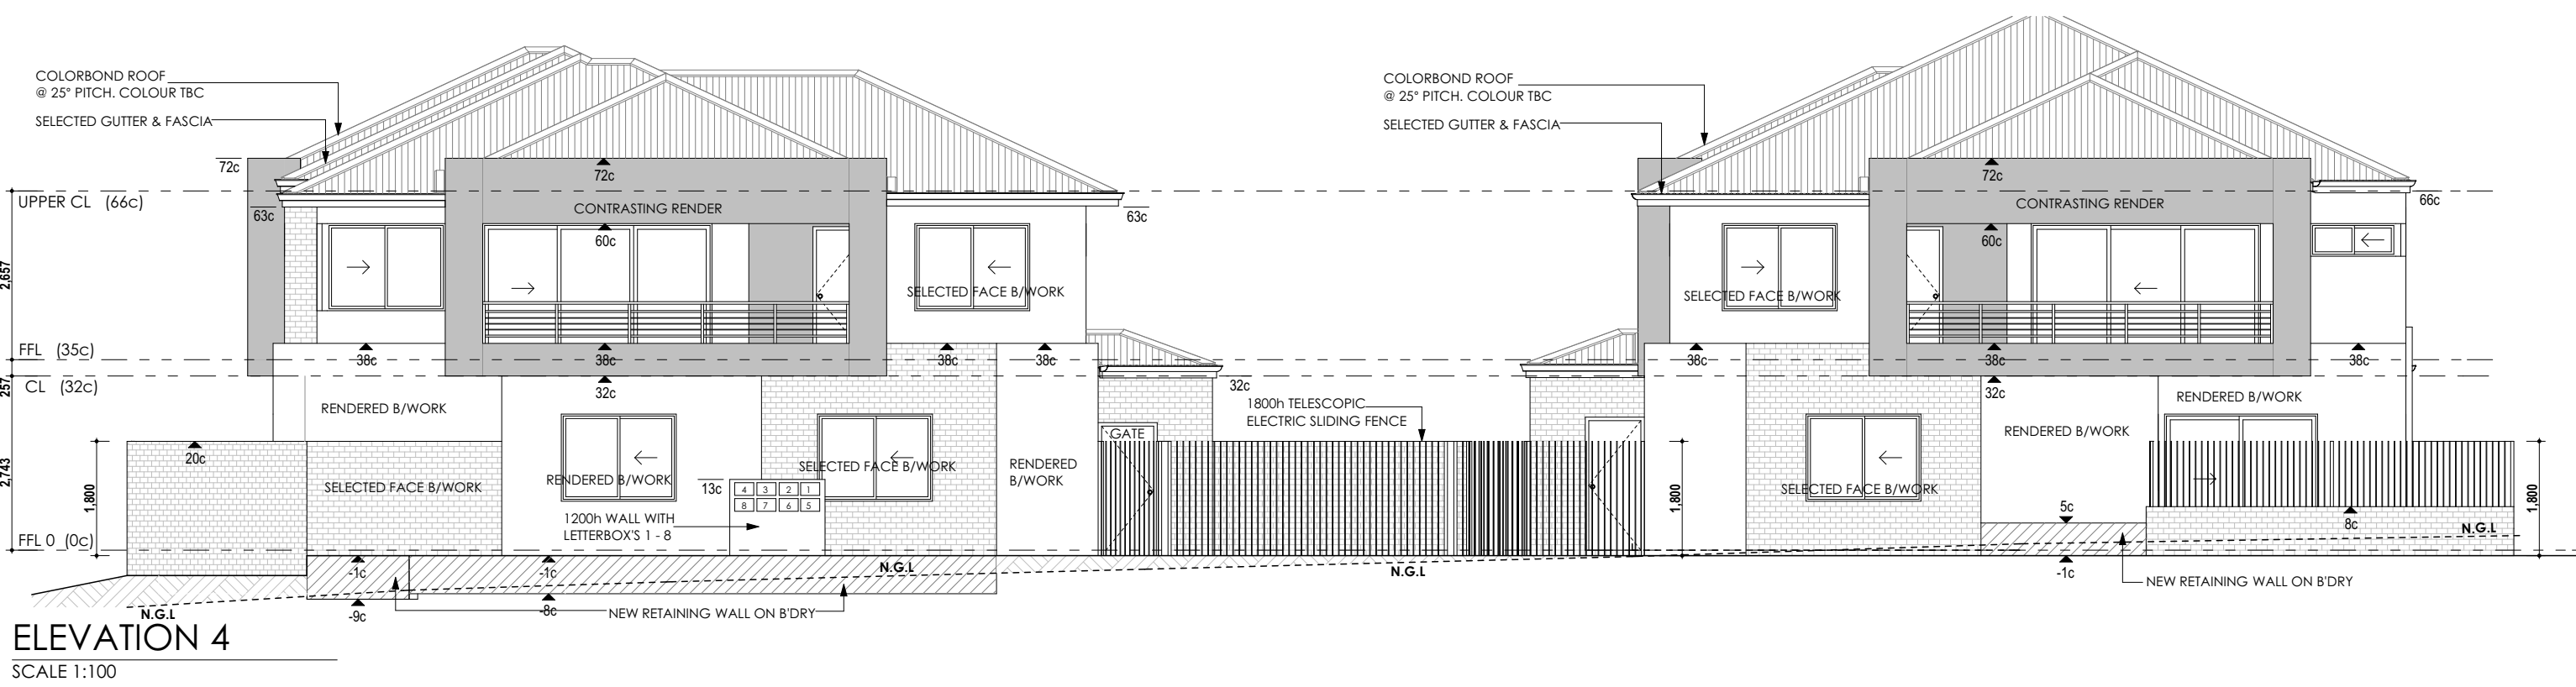 COLORBOND ROOF
@ 25° PITCH. COLOUR TBC
SELECTED GUTTER & FASCIA
72c
UPPER CL (66c)
63c
72c
CONTRASTING RENDER
60c
SELECTED FACE B/WORK
63c
2,657
FFL (35c)
38c
38c
38c
38c
257
CL (32c)
32c
32c
RENDERED B/WORK
2,743
1,800
20c
SELECTED FACE B/WORK
RENDERED B/WORK
SELECTED FACE B/WORK
RENDERED
B/WORK
GATE
13c
4 3 2 1
8 7 6 5
1200h WALL WITH
LETTERBOX'S 1 - 8
FFL 0 (0c)
-1c
-1c
N.G.L
-9c
-8c
NEW RETAINING WALL ON B'DRY
N.G.L
1800h TELESCOPIC
ELECTRIC SLIDING FENCE
N.G.L
COLORBOND ROOF
@ 25° PITCH. COLOUR TBC
SELECTED GUTTER & FASCIA
72c
CONTRASTING RENDER
66c
60c
SELECTED FACE B/WORK
38c
38c
38c
32c
RENDERED B/WORK
RENDERED B/WORK
SELECTED FACE B/WORK
1,800
5c
8c
N.G.L
1,800
-1c
NEW RETAINING WALL ON B'DRY
ELEVATION 4
SCALE 1:100